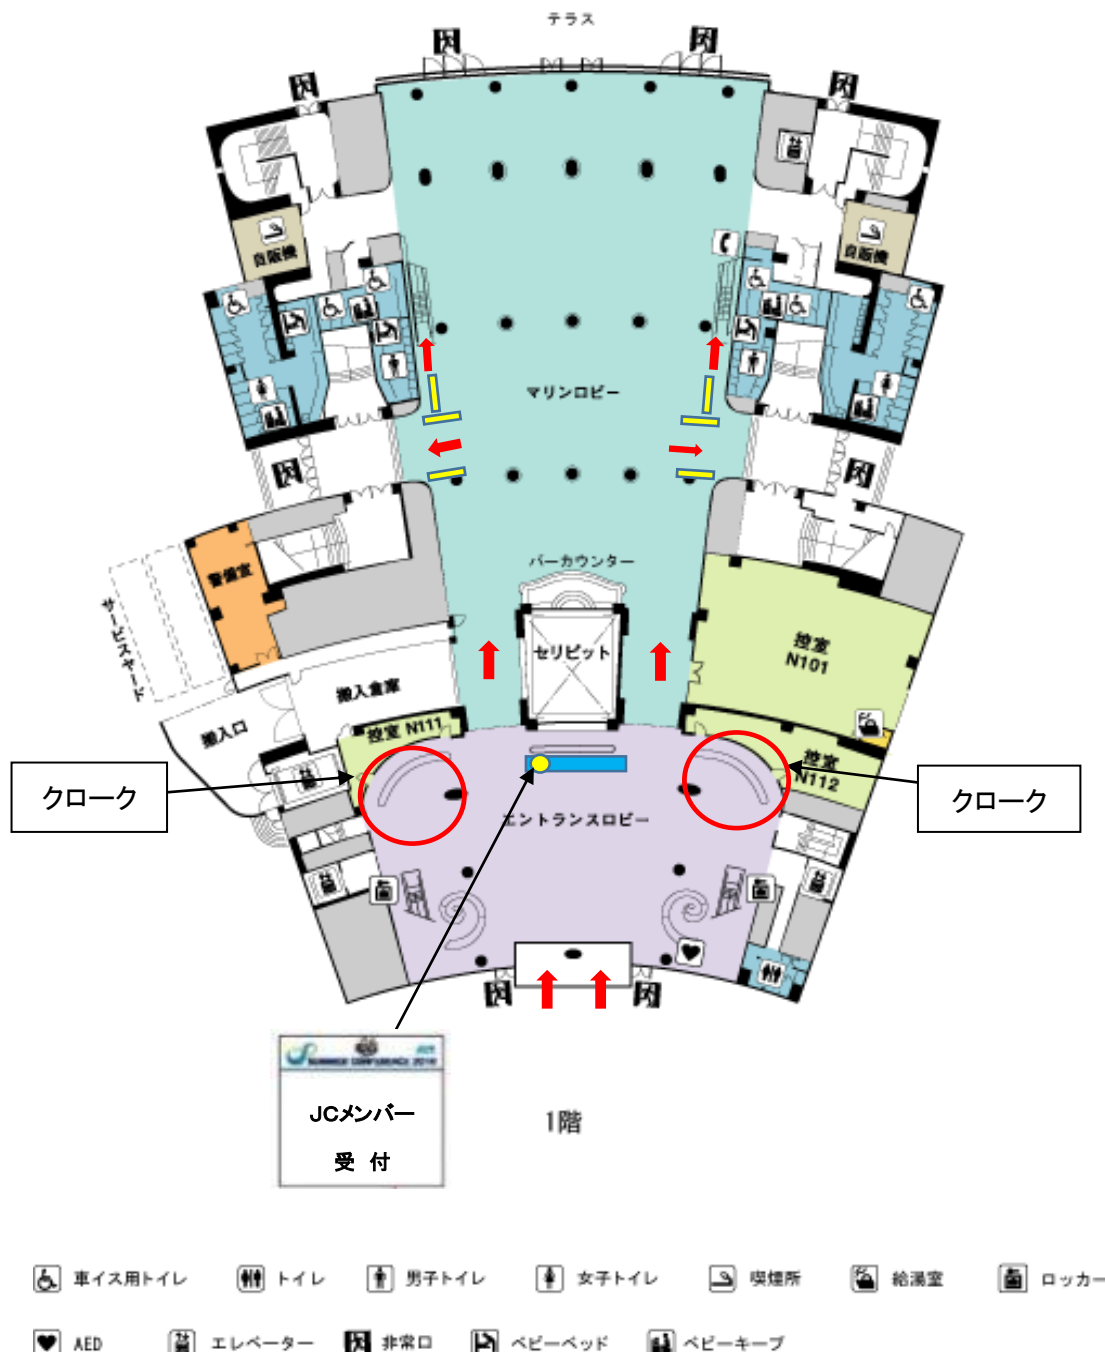 テラス
自販機
自販機
マリンロビー
バーカウンター
警備室
サービスヤード
セリピット
控室
N101
搬入倉庫
搬入口
控室 N111
控室
N112
クローク
クローク
エントランスロビー
SUMMER CONFERENCE 2016
JCメンバー
受 付
1階
車イス用トイレ
トイレ
男子トイレ
女子トイレ
喫煙所
給湯室
ロッカー
AED
エレベーター
非常口
ベビーベッド
ベビーキープ